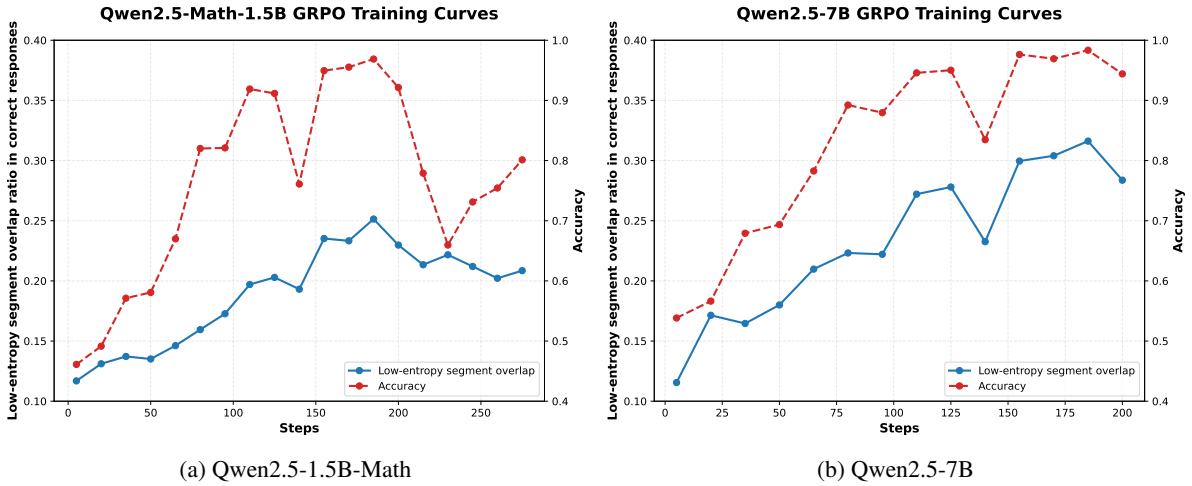 Qwen2.5-Math-1.5B GRPO Training Curves
Low-entropy segment overlap ratio in correct responses
0.40
0.35
0.30
0.25
0.20
0.15
0.10
1.0
0.9
0.8
0.7
0.6
0.5
0.4
Accuracy
Low-entropy segment overlap
Accuracy
0 50 100 150 200 250
Steps
(a) Qwen2.5-1.5B-Math
Qwen2.5-7B GRPO Training Curves
Low-entropy segment overlap ratio in correct responses
0.40
0.35
0.30
0.25
0.20
0.15
0.10
1.0
0.9
0.8
0.7
0.6
0.5
0.4
Accuracy
Low-entropy segment overlap
Accuracy
0 25 50 75 100 125 150 175 200
Steps
(b) Qwen2.5-7B